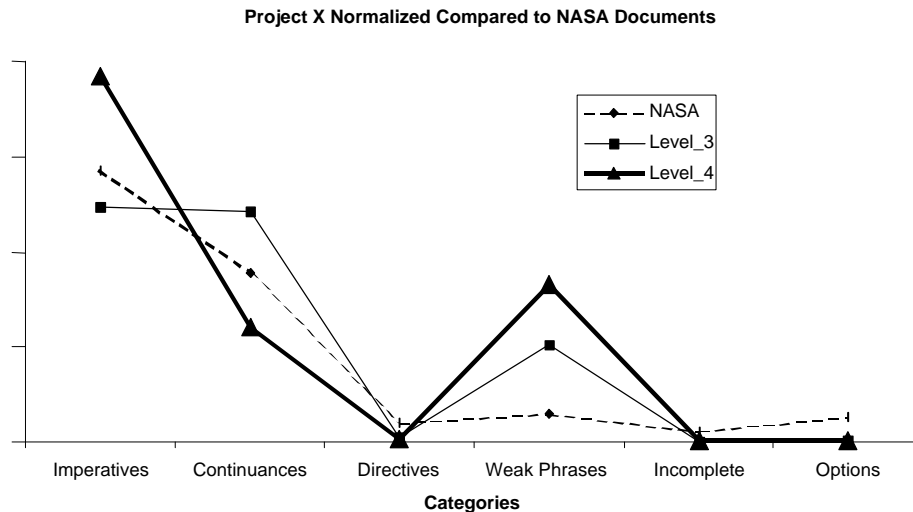 Project X Normalized Compared to NASA Documents
NASA
Level_3
Level_4
Imperatives Continuances Directives Weak Phrases Incomplete Options
Categories